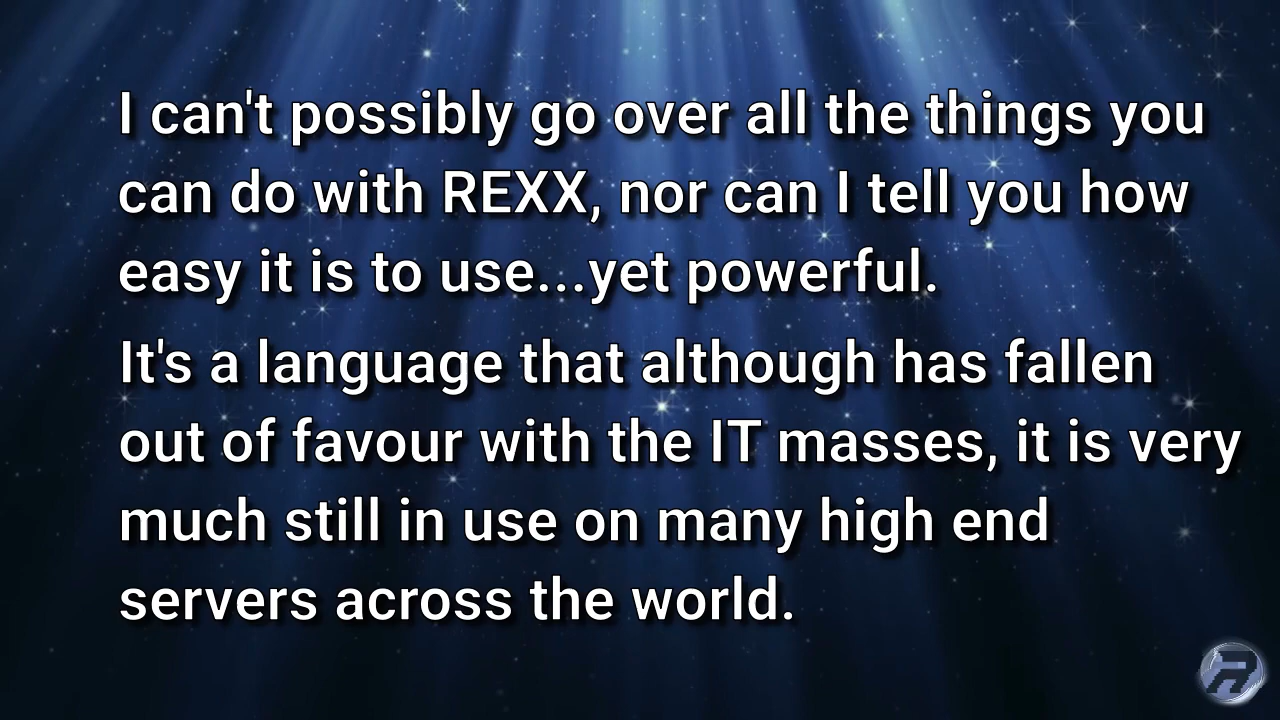 I can't possibly go over all the things you
can do with REXX, nor can I tell you how
easy it is to use...yet powerful.
It's a language that although has fallen
out of favour with the IT masses, it is very
much still in use on many high end
servers across the world.